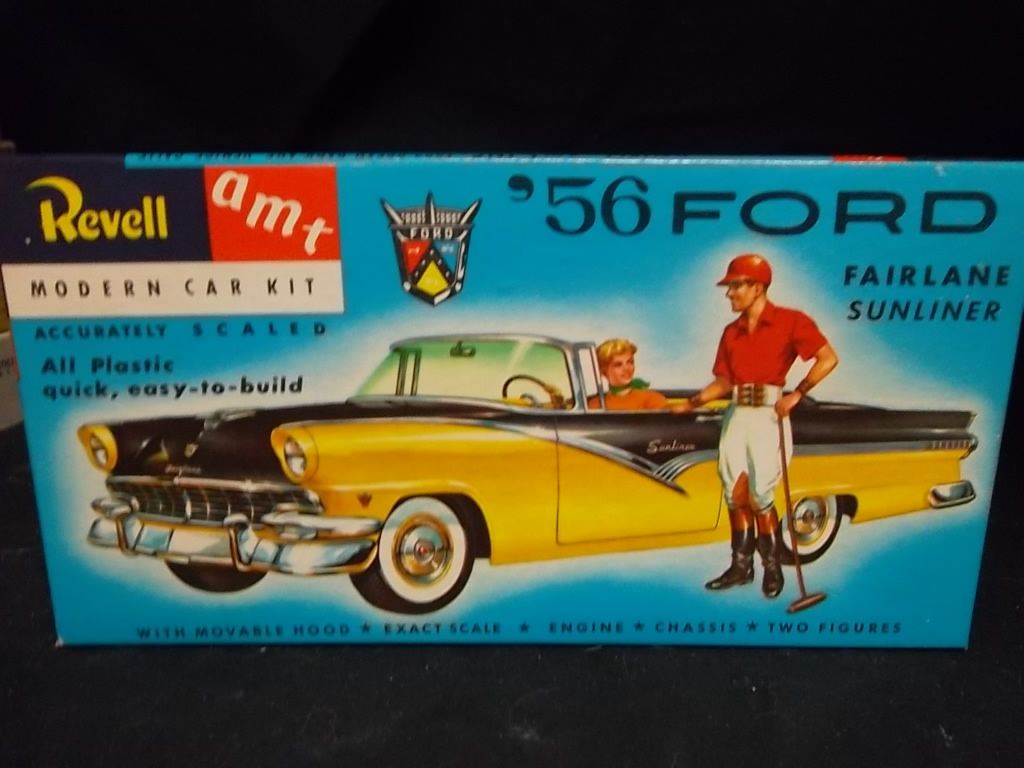 Revell
amt
MODERN CAR KIT
ACCURATELY SCALED
All Plastic
quick, easy-to-build
FORD
'56 FORD
FAIRLANE
SUNLINER
Sunliner
WITH MOVABLE HOOD ★ EXACT SCALE ★ ENGINE ★ CHASSIS ★ TWO FIGURES